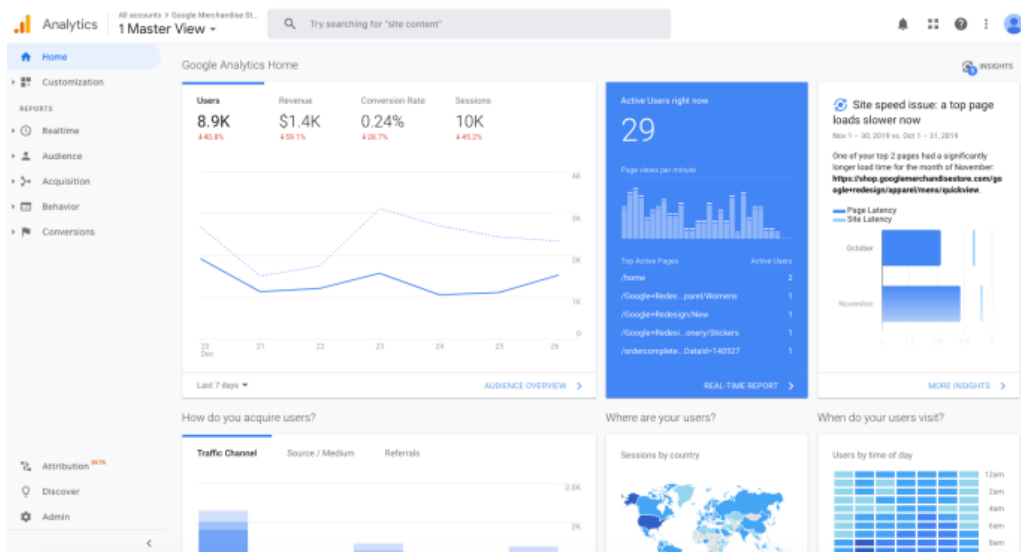 Analytics
All accounts > Google Merchandise St...
1 Master View
Try searching for "site content"
Home
Customization
REPORTS
Realtime
Audience
Acquisition
Behavior
Conversions
Attribution BETA
Discover
Admin
Google Analytics Home
INSIGHTS
Users
Revenue
Conversion Rate
Sessions
8.9K
$1.4K
0.24%
10K
40.8%
59.1%
28.7%
45.2%
4K
3K
2K
1K
0
20 21 22 23 24 25 26
Dec
Last 7 days
AUDIENCE OVERVIEW
Active Users right now
29
Page views per minute
Top Active Pages Active Users
/home 2
/Google+Redes...parel/Womens 1
/Google+Redesign/New 1
/Google+Redesi...onery/Stickers 1
/ordercomplete...DataId=140527 1
REAL-TIME REPORT
Site speed issue: a top page
loads slower now
Nov 1 – 30, 2019 vs. Oct 1 – 31, 2019
One of your top 2 pages had a significantly
longer load time for the month of November:
https://shop.googlemerchandisestore.com/go
ogle+redesign/apparel/mens/quickview.
Page Latency
Site Latency
October
November
MORE INSIGHTS
How do you acquire users?
Traffic Channel
Source / Medium
Referrals
2.5K
2K
Where are your users?
Sessions by country
When do your users visit?
Users by time of day
12am
2am
4am
6am
8am